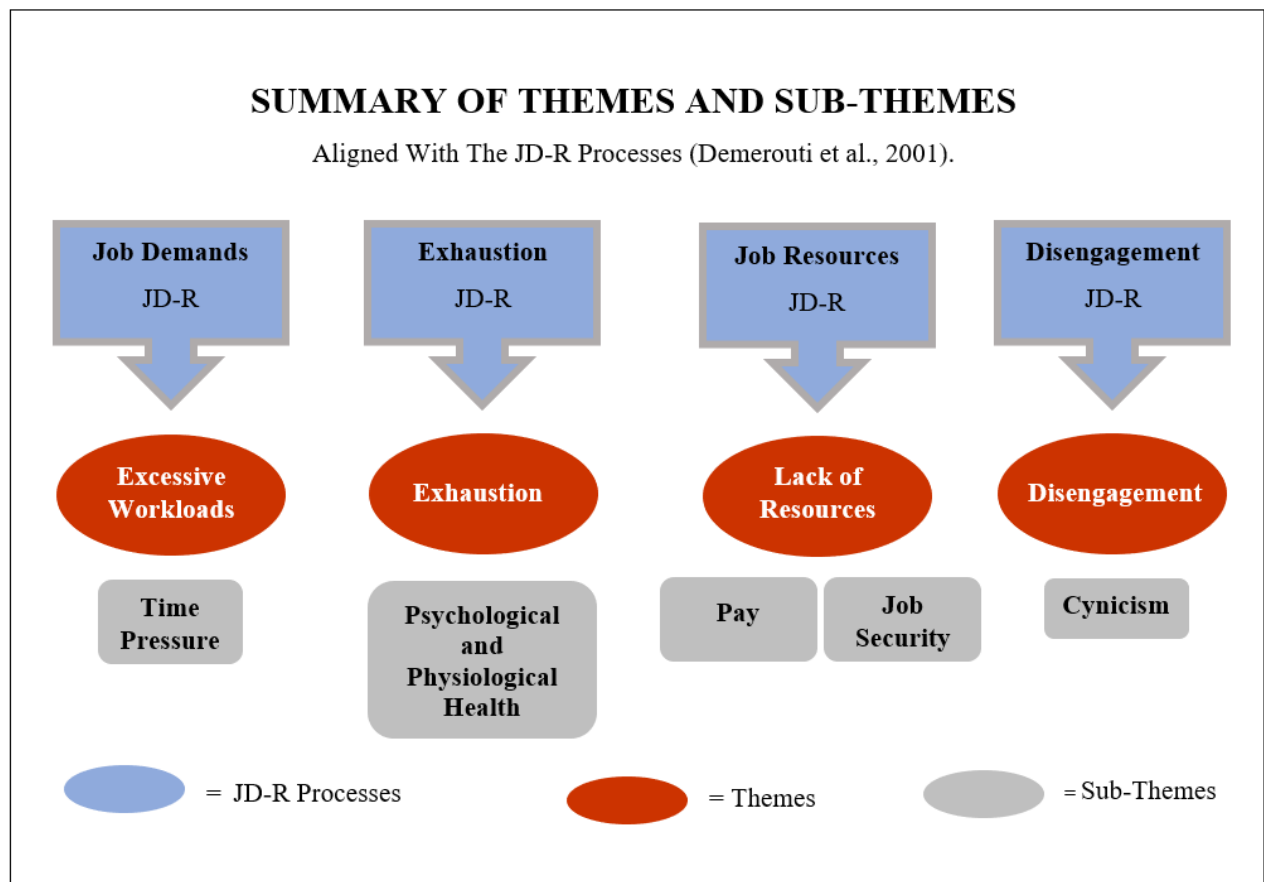 SUMMARY OF THEMES AND SUB-THEMES
Aligned With The JD-R Processes (Demerouti et al., 2001).
Job Demands
JD-R
Exhaustion
JD-R
Job Resources
JD-R
Disengagement
JD-R
Excessive
Workloads
Exhaustion
Lack of
Resources
Disengagement
Time
Pressure
Psychological
and
Physiological
Health
Pay
Job
Security
Cynicism
= JD-R Processes
= Themes
= Sub-Themes